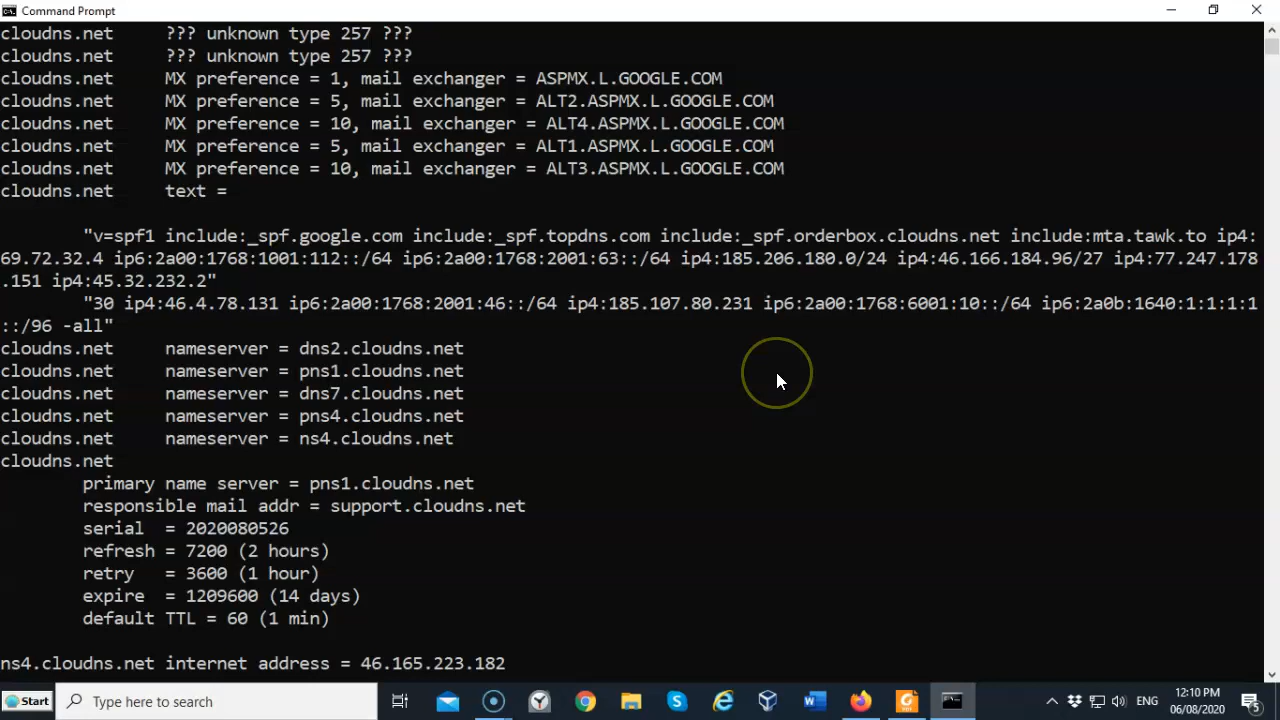 Command Prompt
cloudns.net     ??? unknown type 257 ???
cloudns.net     ??? unknown type 257 ???
cloudns.net     MX preference = 1, mail exchanger = ASPMX.L.GOOGLE.COM
cloudns.net     MX preference = 5, mail exchanger = ALT2.ASPMX.L.GOOGLE.COM
cloudns.net     MX preference = 10, mail exchanger = ALT4.ASPMX.L.GOOGLE.COM
cloudns.net     MX preference = 5, mail exchanger = ALT1.ASPMX.L.GOOGLE.COM
cloudns.net     MX preference = 10, mail exchanger = ALT3.ASPMX.L.GOOGLE.COM
cloudns.net     text =
"v=spf1 include:_spf.google.com include:_spf.topdns.com include:_spf.orderbox.cloudns.net include:mta.tawk.to ip4:
69.72.32.4 ip6:2a00:1768:1001:112::/64 ip6:2a00:1768:2001:63::/64 ip4:185.206.180.0/24 ip4:46.166.184.96/27 ip4:77.247.178
.151 ip4:45.32.232.2"
"30 ip4:46.4.78.131 ip6:2a00:1768:2001:46::/64 ip4:185.107.80.231 ip6:2a00:1768:6001:10::/64 ip6:2a0b:1640:1:1:1:1
::/96 -all"
cloudns.net     nameserver = dns2.cloudns.net
cloudns.net     nameserver = pns1.cloudns.net
cloudns.net     nameserver = dns7.cloudns.net
cloudns.net     nameserver = pns4.cloudns.net
cloudns.net     nameserver = ns4.cloudns.net
cloudns.net
primary name server = pns1.cloudns.net
responsible mail addr = support.cloudns.net
serial  = 2020080526
refresh = 7200 (2 hours)
retry   = 3600 (1 hour)
expire  = 1209600 (14 days)
default TTL = 60 (1 min)
ns4.cloudns.net internet address = 46.165.223.182
Start
Type here to search
ENG
12:10 PM
06/08/2020
5